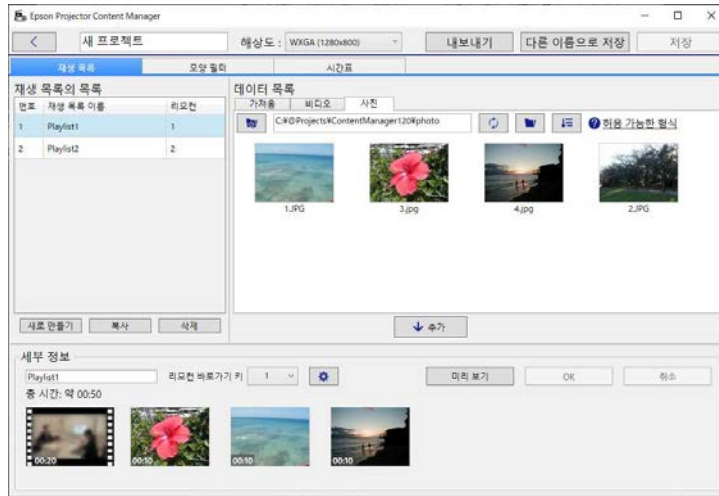 Epson Projector Content Manager
새 프로젝트
해상도 : WXGA (1280x800)
내보내기
다른 이름으로 저장
저장
재생 목록
모양 필터
시간표
재생 목록의 목록
번호 재생 목록 이름 리모컨
1 Playlist1 1
2 Playlist2 2
새로 만들기
복사
삭제
데이터 목록
가져옴
비디오
사진
C:¥@Projects¥ContentManager120¥photo
허용 가능한 형식
1.JPG
3.jpg
4.jpg
2.JPG
추가
세부 정보
Playlist1
리모컨 바로가기 키 1
미리 보기
OK
취소
총 시간: 약 00:50
00:20
00:10
00:10
00:10